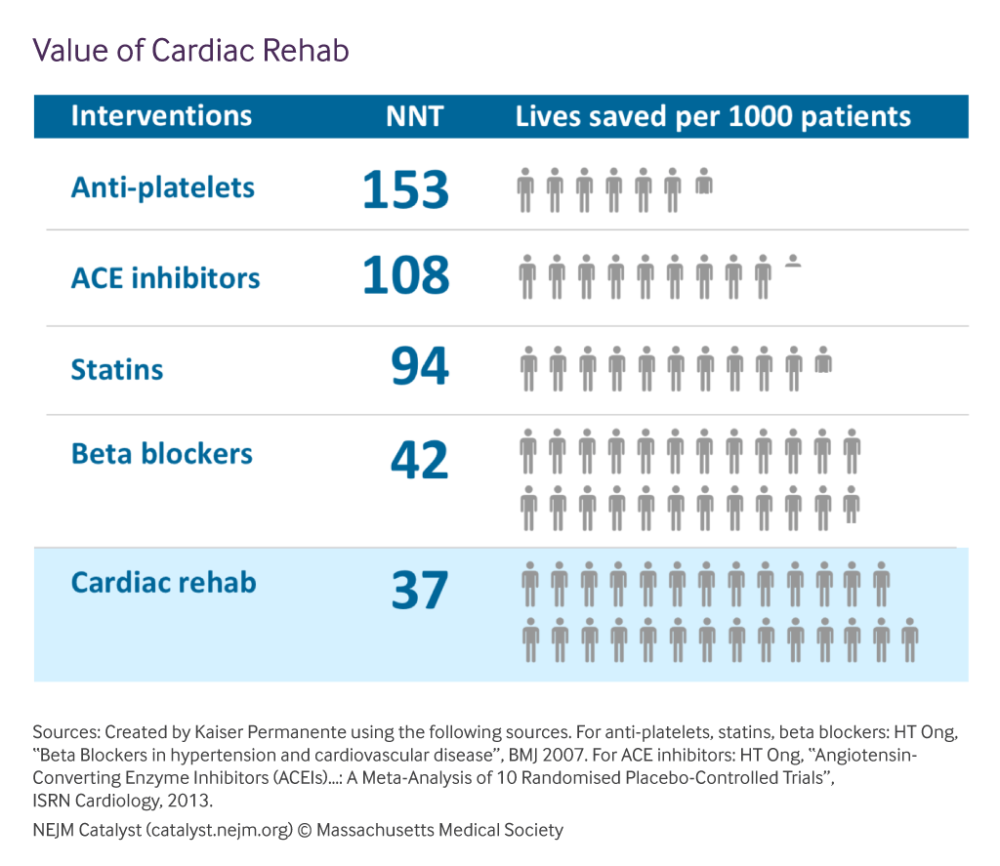 Value of Cardiac Rehab
Interventions NNT Lives saved per 1000 patients
Anti-platelets 153
ACE inhibitors 108
Statins 94
Beta blockers 42
Cardiac rehab 37
Sources: Created by Kaiser Permanente using the following sources. For anti-platelets, statins, beta blockers: HT Ong,
“Beta Blockers in hypertension and cardiovascular disease”, BMJ 2007. For ACE inhibitors: HT Ong, “Angiotensin-
Converting Enzyme Inhibitors (ACEIs)...: A Meta-Analysis of 10 Randomised Placebo-Controlled Trials”,
ISRN Cardiology, 2013.
NEJM Catalyst (catalyst.nejm.org) © Massachusetts Medical Society